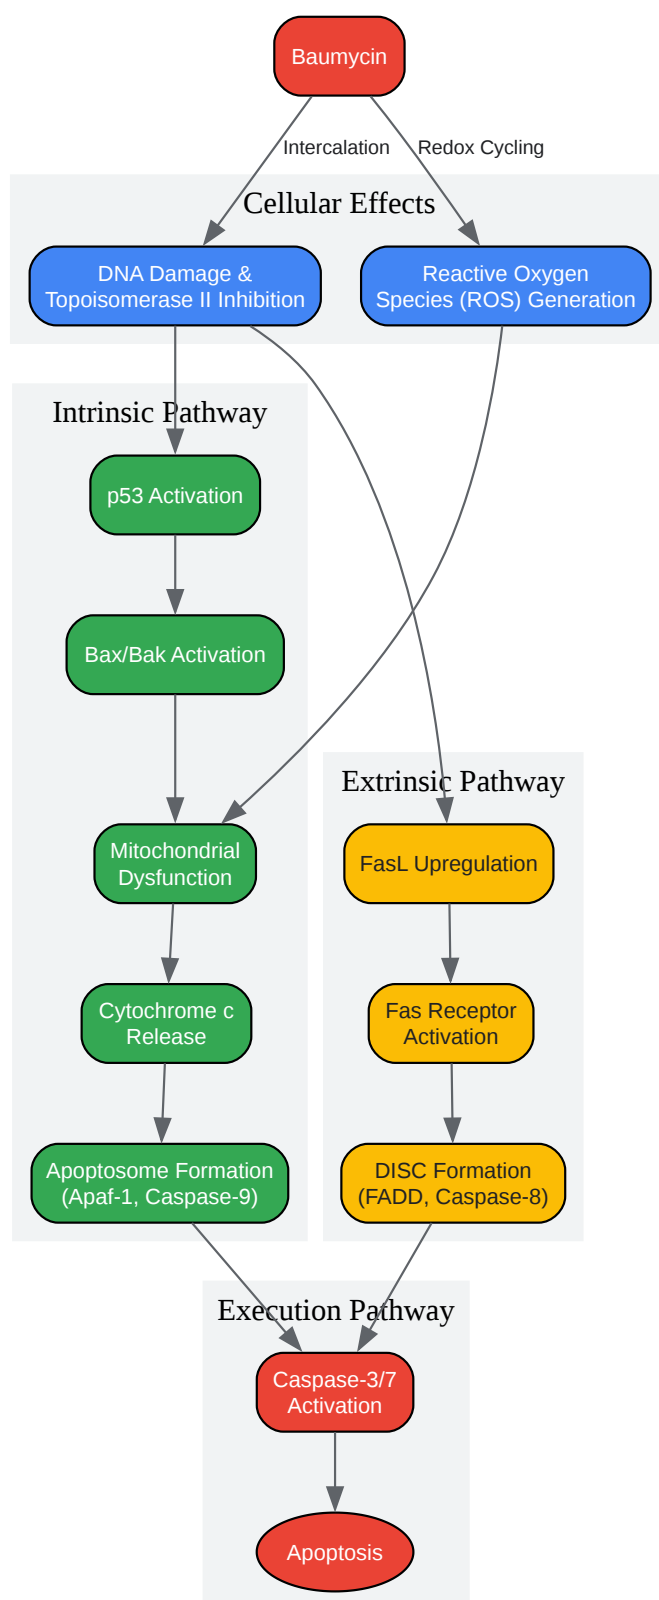 Baumycin
Intercalation
Redox Cycling
Cellular Effects
DNA Damage &
Topoisomerase II Inhibition
Reactive Oxygen
Species (ROS) Generation
Intrinsic Pathway
p53 Activation
Bax/Bak Activation
Extrinsic Pathway
Mitochondrial
Dysfunction
FasL Upregulation
Cytochrome c
Release
Fas Receptor
Activation
Apoptosome Formation
(Apaf-1, Caspase-9)
DISC Formation
(FADD, Caspase-8)
Execution Pathway
Caspase-3/7
Activation
Apoptosis